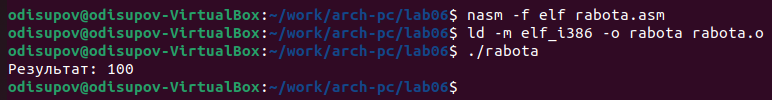 odisupov@odisupov-VirtualBox:~/work/arch-pc/lab06$ nasm -f elf rabota.asm
odisupov@odisupov-VirtualBox:~/work/arch-pc/lab06$ ld -m elf_i386 -o rabota rabota.o
odisupov@odisupov-VirtualBox:~/work/arch-pc/lab06$ ./rabota
Результат: 100
odisupov@odisupov-VirtualBox:~/work/arch-pc/lab06$